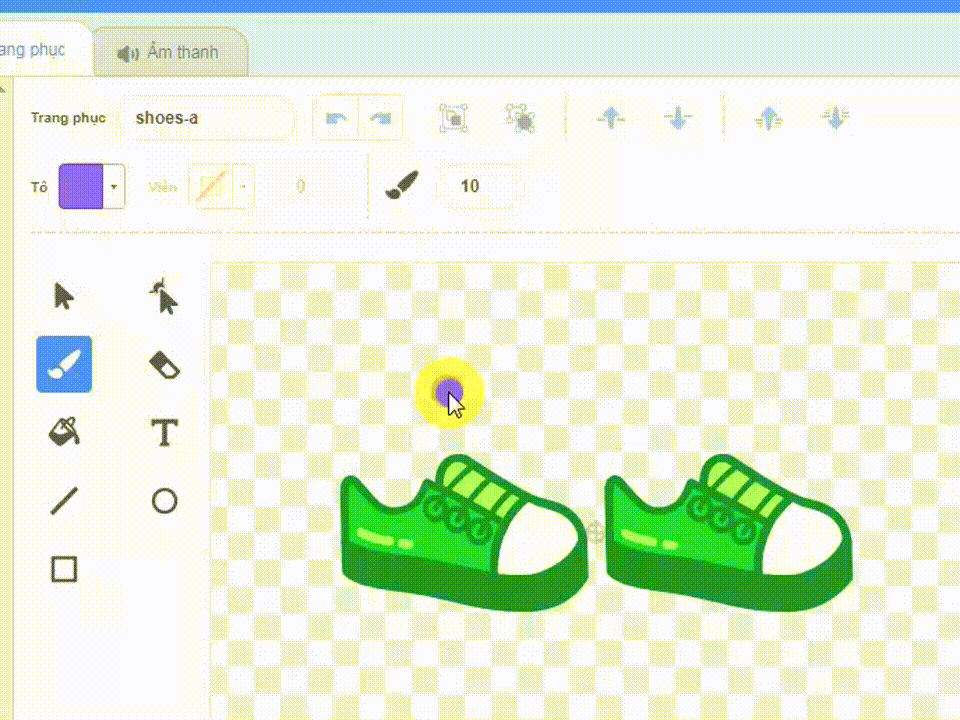 ang phục
Âm thanh
Trang phục
shoes-a
Tô
Viền
0
10
T